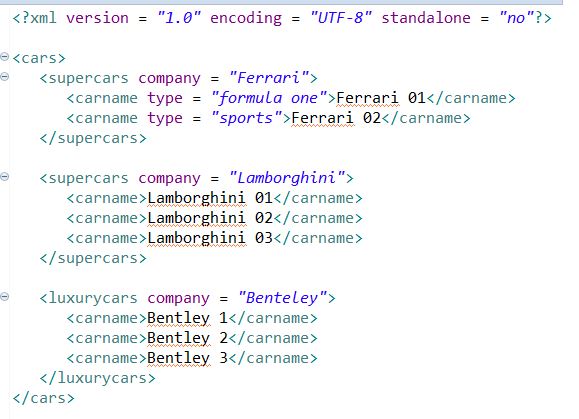 <?xml version = "1.0" encoding = "UTF-8" standalone = "no"?>
<cars>
<supercars company = "Ferrari">
<carname type = "formula one">Ferrari 01</carname>
<carname type = "sports">Ferrari 02</carname>
</supercars>
<supercars company = "Lamborghini">
<carname>Lamborghini 01</carname>
<carname>Lamborghini 02</carname>
<carname>Lamborghini 03</carname>
</supercars>
<luxurycars company = "Benteley">
<carname>Bentley 1</carname>
<carname>Bentley 2</carname>
<carname>Bentley 3</carname>
</luxurycars>
</cars>